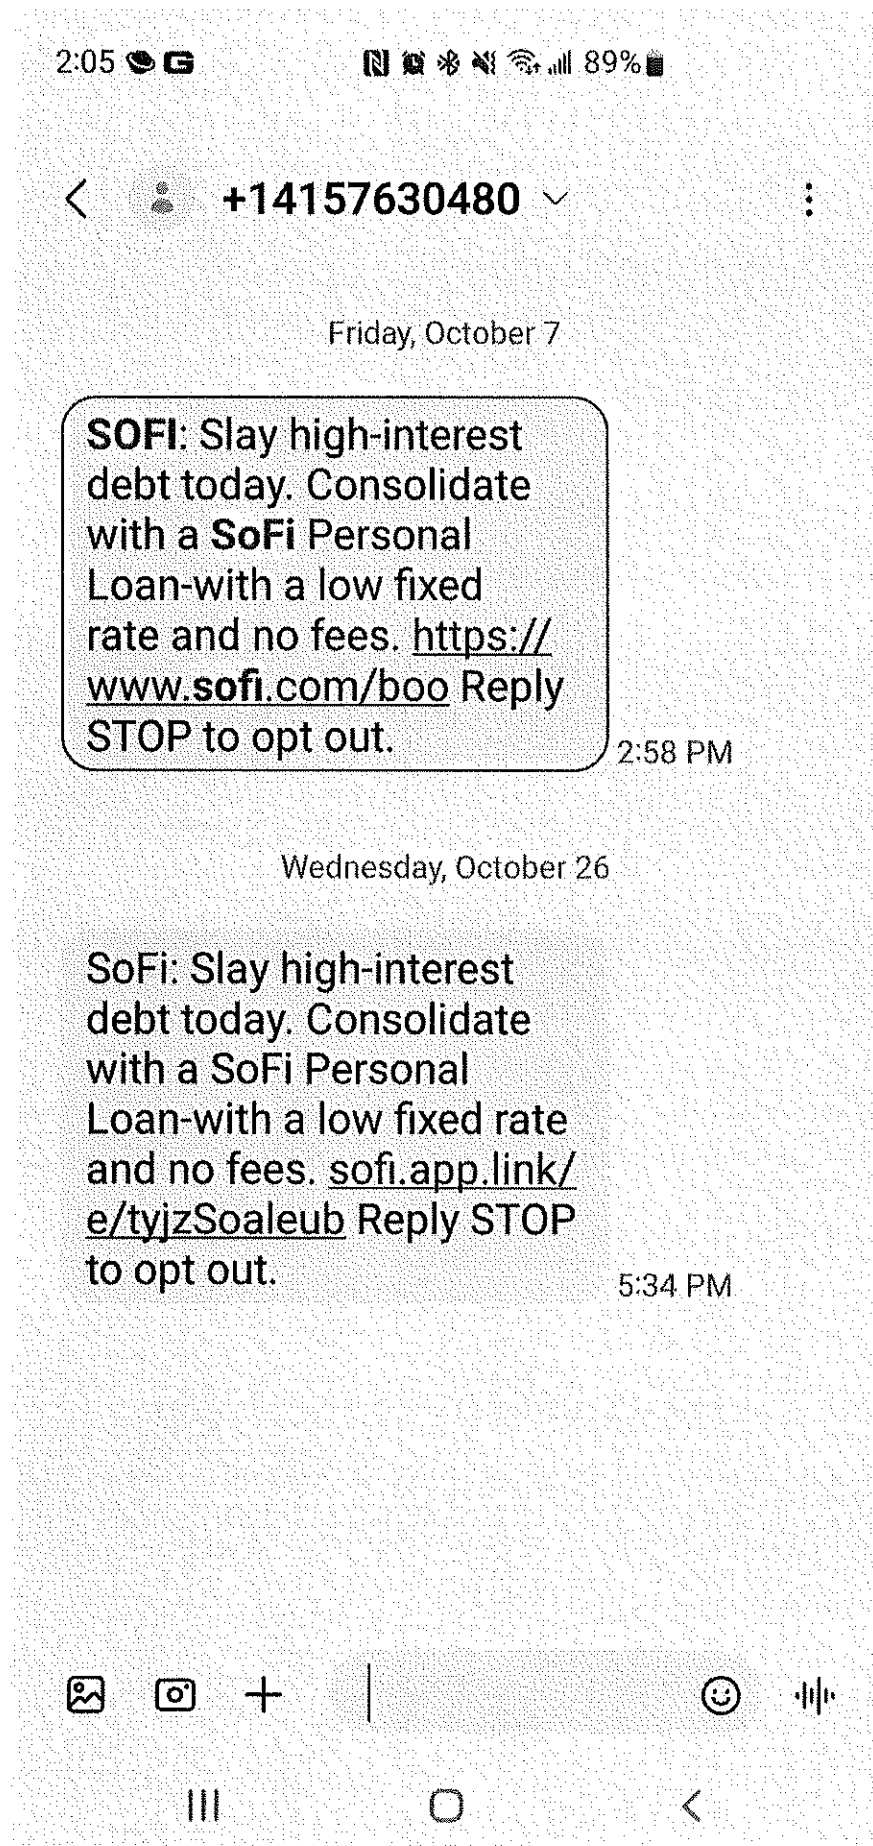 2:05 G 89%
+14157630480
Friday, October 7
SOFI: Slay high-interest
debt today. Consolidate
with a SoFi Personal
Loan-with a low fixed
rate and no fees. https://
www.sofi.com/boo Reply
STOP to opt out.
2:58 PM
Wednesday, October 26
SoFi: Slay high-interest
debt today. Consolidate
with a SoFi Personal
Loan-with a low fixed rate
and no fees. sofi.app.link/
e/tyjzSoaleub Reply STOP
to opt out.
5:34 PM